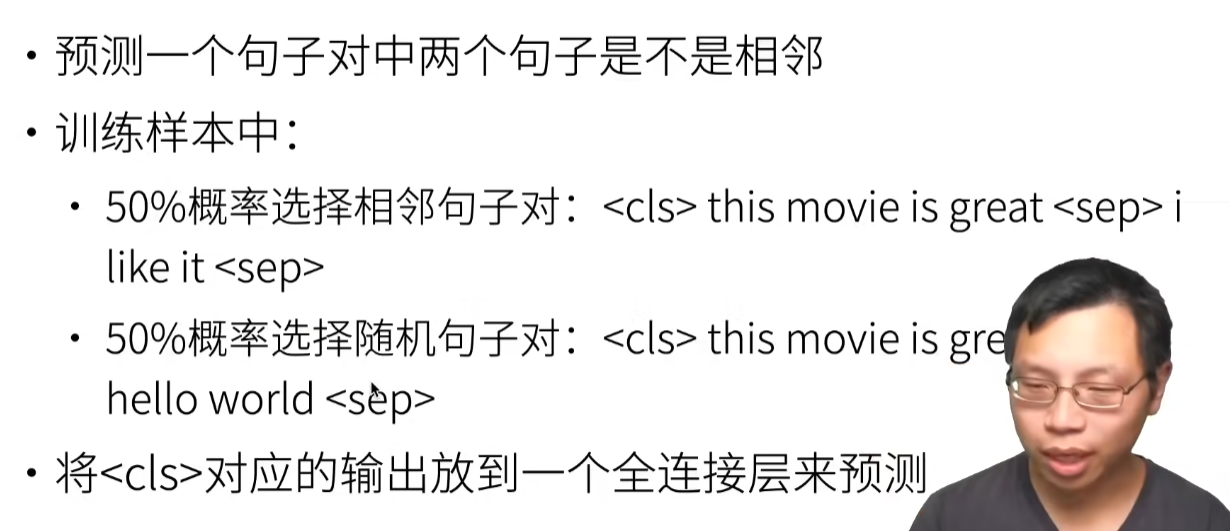 • 预测一个句子对中两个句子是不是相邻
• 训练样本中：
• 50%概率选择相邻句子对：<cls> this movie is great <sep> i
like it <sep>
• 50%概率选择随机句子对：<cls> this movie is
hello world <sep>
• 将<cls>对应的输出放到一个全连接层来预测